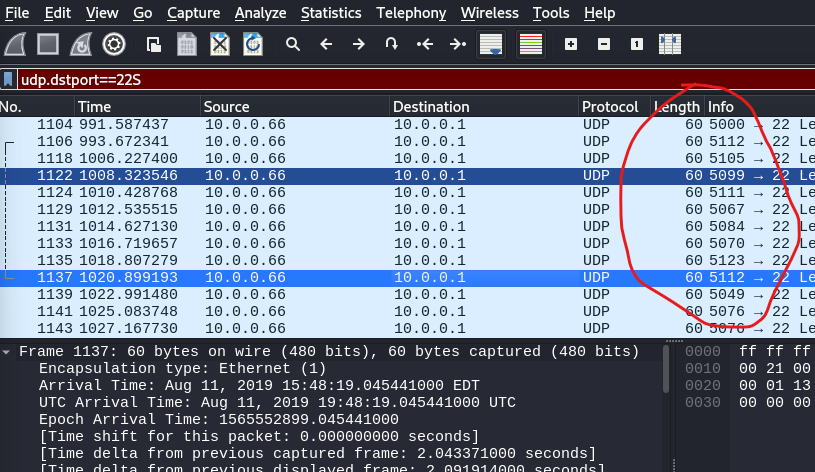 File Edit View Go Capture Analyze Statistics Telephony Wireless Tools Help
udp.dstport==22S
No. Time Source Destination Protocol Length Info
1104 991.587437 10.0.0.66 10.0.0.1 UDP 60 5000 → 22 Le
1106 993.672341 10.0.0.66 10.0.0.1 UDP 60 5112 → 22 Le
1118 1006.227400 10.0.0.66 10.0.0.1 UDP 60 5105 → 22 Le
1122 1008.323546 10.0.0.66 10.0.0.1 UDP 60 5099 → 22 Le
1124 1010.428768 10.0.0.66 10.0.0.1 UDP 60 5111 → 22 Le
1129 1012.535515 10.0.0.66 10.0.0.1 UDP 60 5067 → 22 Le
1131 1014.627130 10.0.0.66 10.0.0.1 UDP 60 5084 → 22 Le
1133 1016.719657 10.0.0.66 10.0.0.1 UDP 60 5070 → 22 Le
1135 1018.807279 10.0.0.66 10.0.0.1 UDP 60 5123 → 22 Le
1137 1020.899193 10.0.0.66 10.0.0.1 UDP 60 5112 → 22 Le
1139 1022.991480 10.0.0.66 10.0.0.1 UDP 60 5049 → 22 Le
1141 1025.083748 10.0.0.66 10.0.0.1 UDP 60 5076 → 22 Le
1143 1027.167730 10.0.0.66 10.0.0.1 UDP 60 5076 → 22 Le
Frame 1137: 60 bytes on wire (480 bits), 60 bytes captured (480 bits) 0000 ff ff ff
Encapsulation type: Ethernet (1) 0010 00 21 00
Arrival Time: Aug 11, 2019 15:48:19.045441000 EDT 0020 00 01 13
UTC Arrival Time: Aug 11, 2019 19:48:19.045441000 UTC 0030 00 00 00
Epoch Arrival Time: 1565552899.045441000
[Time shift for this packet: 0.000000000 seconds]
[Time delta from previous captured frame: 2.043371000 seconds]
[Time delta from previous displayed frame: 2.091914000 seconds]